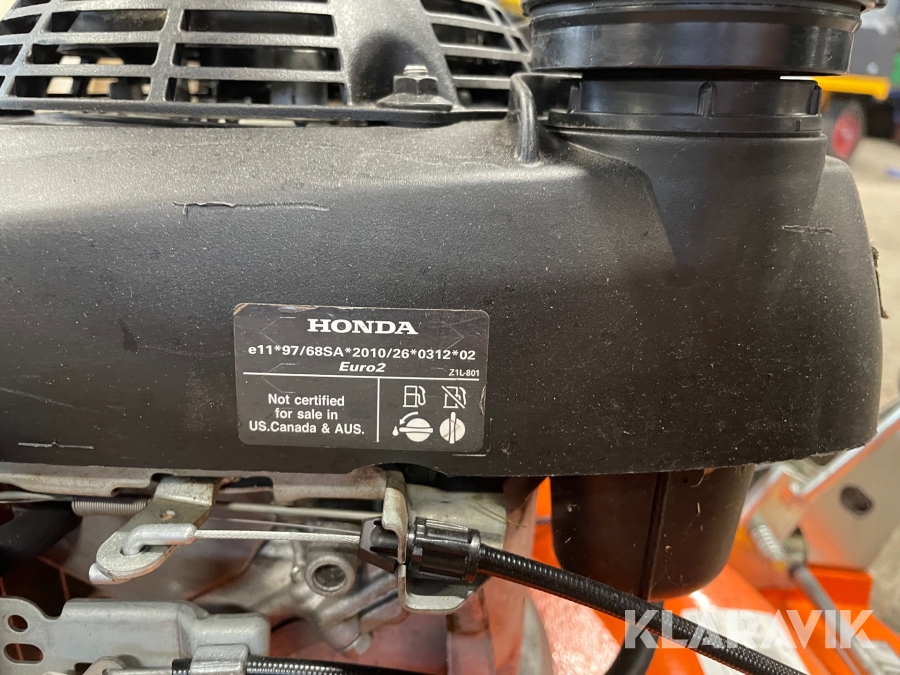 HONDA
e11*97/68SA*2010/26*0312*02
Euro2
Z1L-801
Not certified
for sale in
US.Canada & AUS.
KLARAVIK